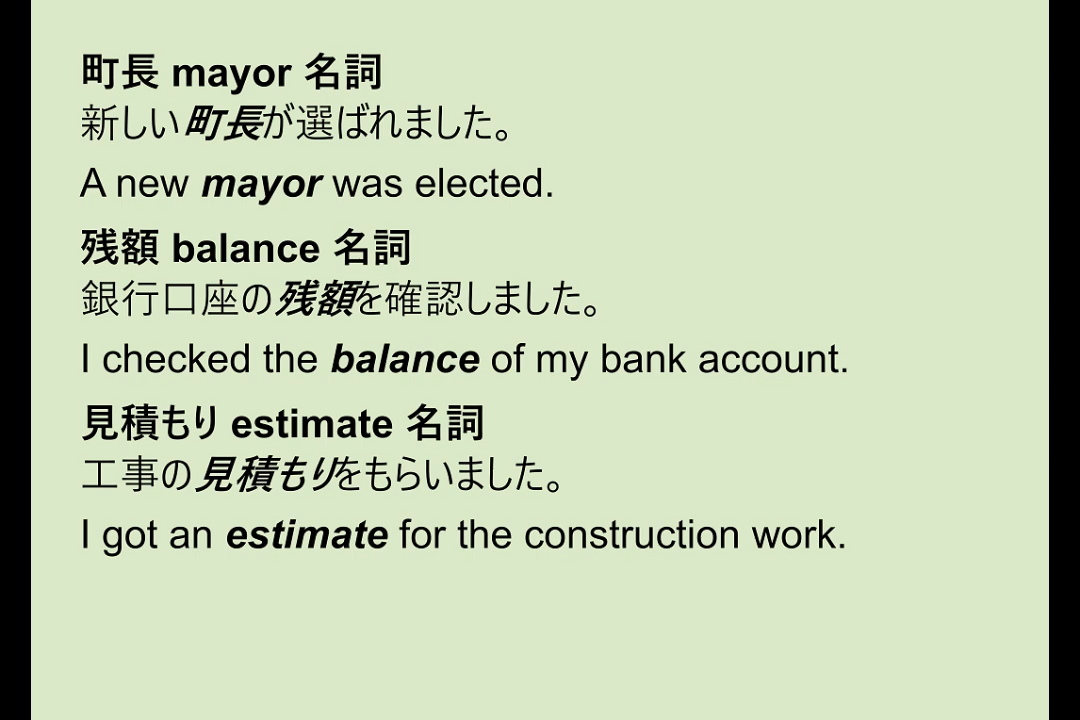 町長 mayor 名詞
新しい町長が選ばれました。
A new mayor was elected.
残額 balance 名詞
銀行口座の残額を確認しました。
I checked the balance of my bank account.
見積もり estimate 名詞
工事の見積もりをもらいました。
I got an estimate for the construction work.